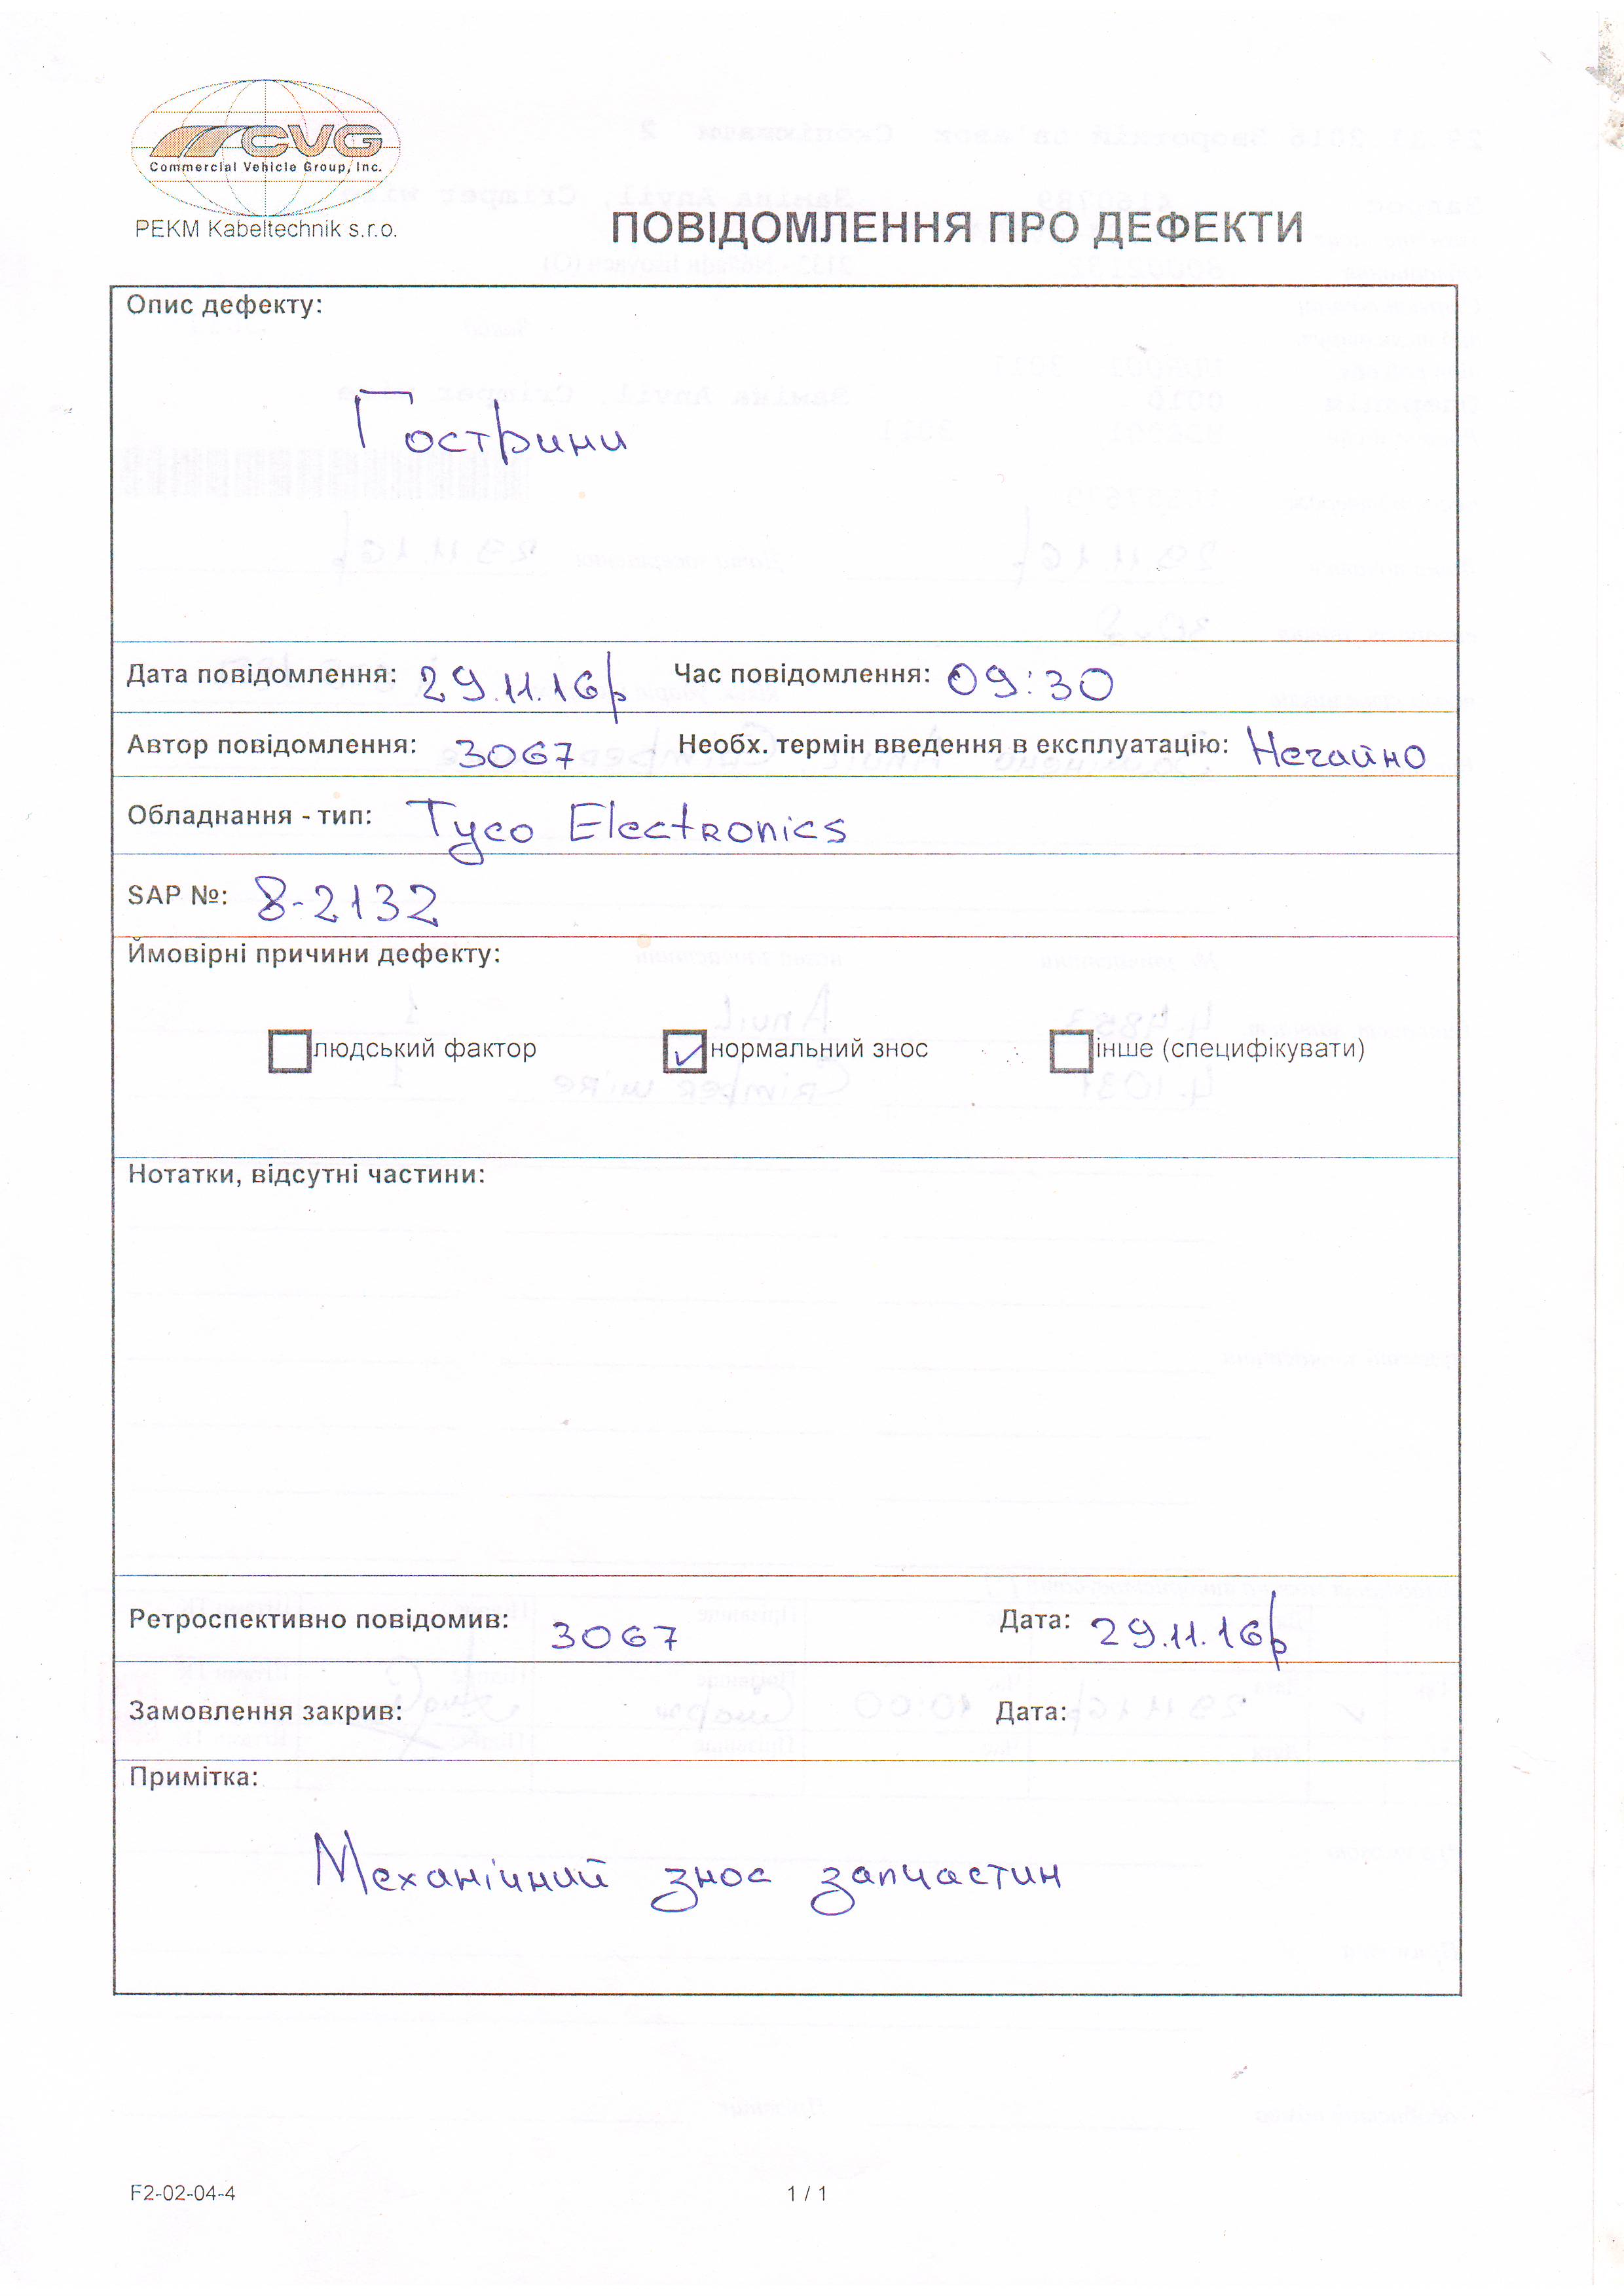 CVG
Commercial Vehicle Group, Inc.
PEKM Kabeltechnik s.r.o.
ПОВІДОМЛЕННЯ ПРО ДЕФЕКТИ
Опис дефекту:
Гострини
Дата повідомлення: 29.11.16р Час повідомлення: 09:30
Автор повідомлення: 3067 Необх. термін введення в експлуатацію: Негайно
Обладнання - тип: Tyco Electronics
SAP №: 8-2132
Ймовірні причини дефекту:
людський фактор нормальний знос інше (специфікувати)
Нотатки, відсутні частини:
Ретроспективно повідомив: 3067 Дата: 29.11.16р
Замовлення закрив: Дата:
Примітка:
Механічний знос запчастин
F2-02-04-4 1 / 1